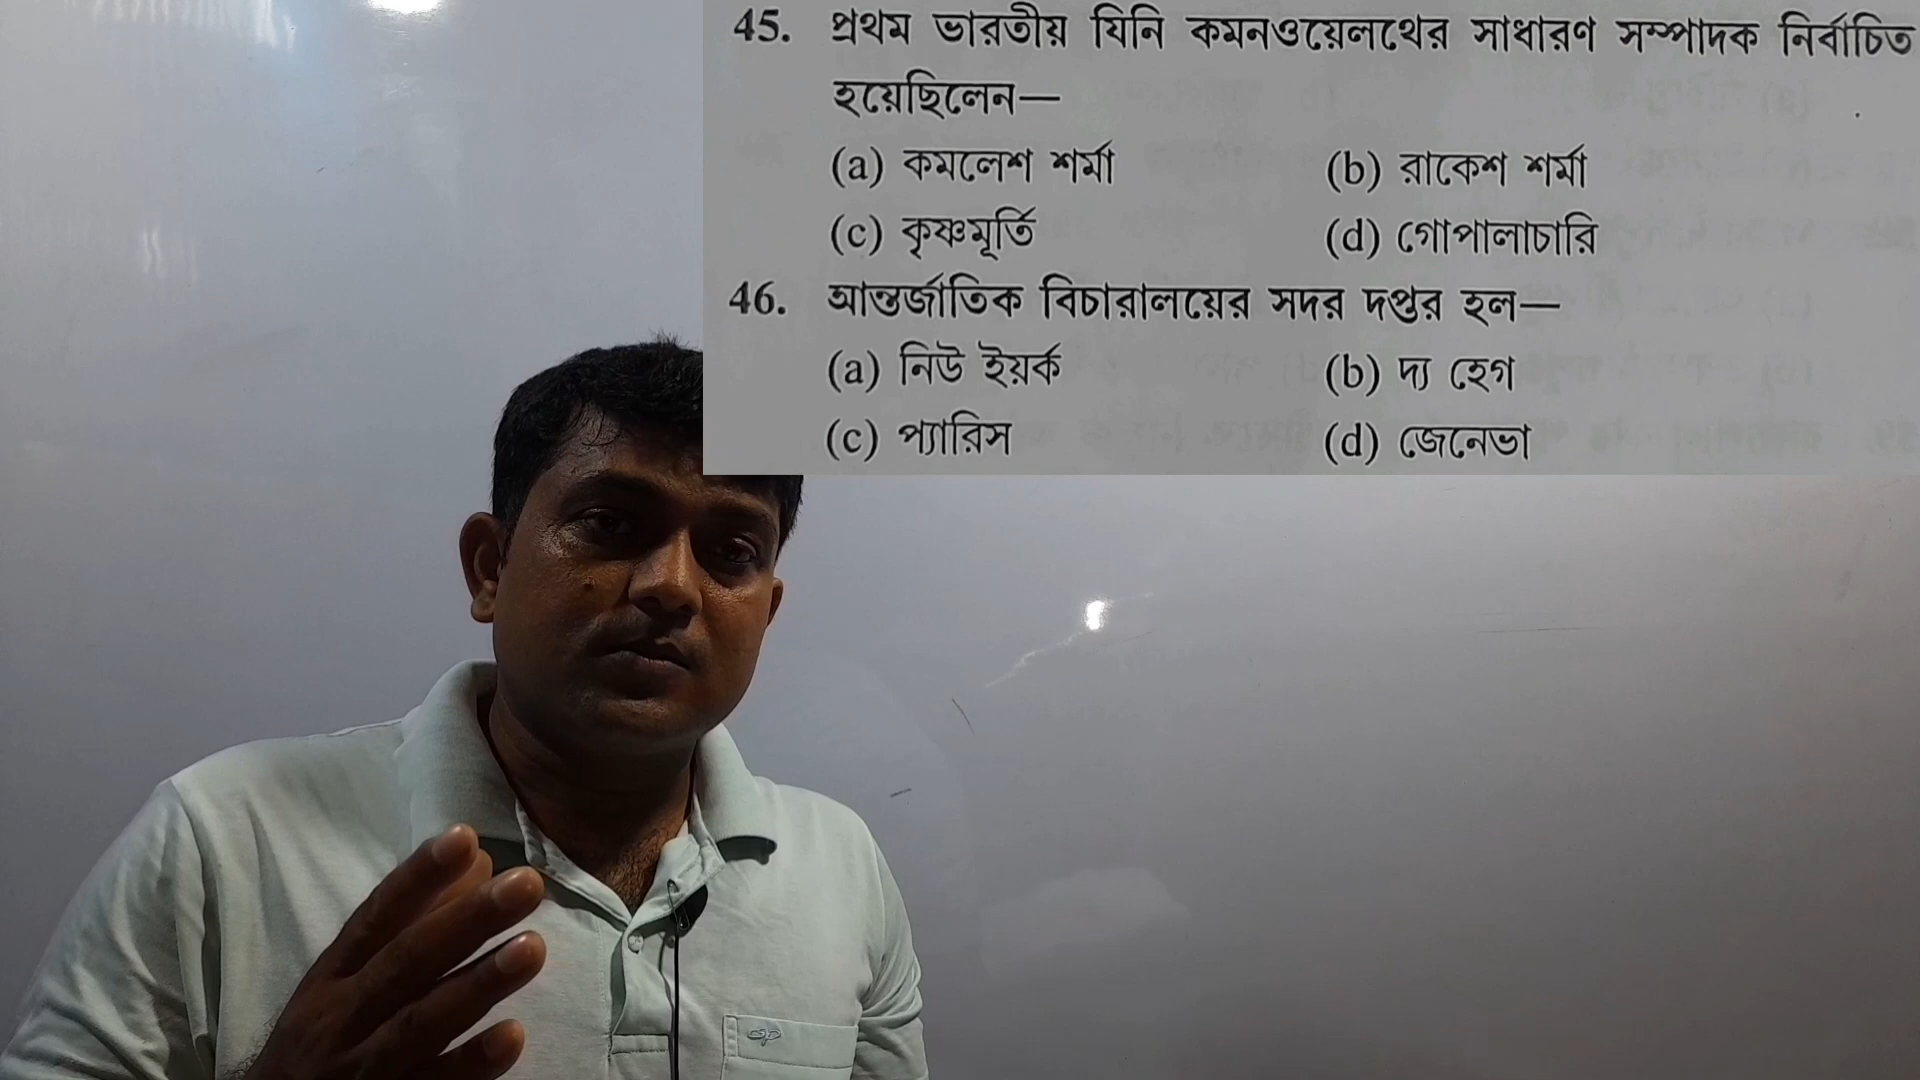 45. প্রথম ভারতীয় যিনি কমনওয়েলথের সাধারণ সম্পাদক নির্বাচিত
হয়েছিলেন—
(a) কমলেশ শর্মা (b) রাকেশ শর্মা
(c) কৃষ্ণমূর্তি (d) গোপালাচারি
46. আন্তর্জাতিক বিচারালয়ের সদর দপ্তর হল—
(a) নিউ ইয়র্ক (b) দ্য হেগ
(c) প্যারিস (d) জেনেভা